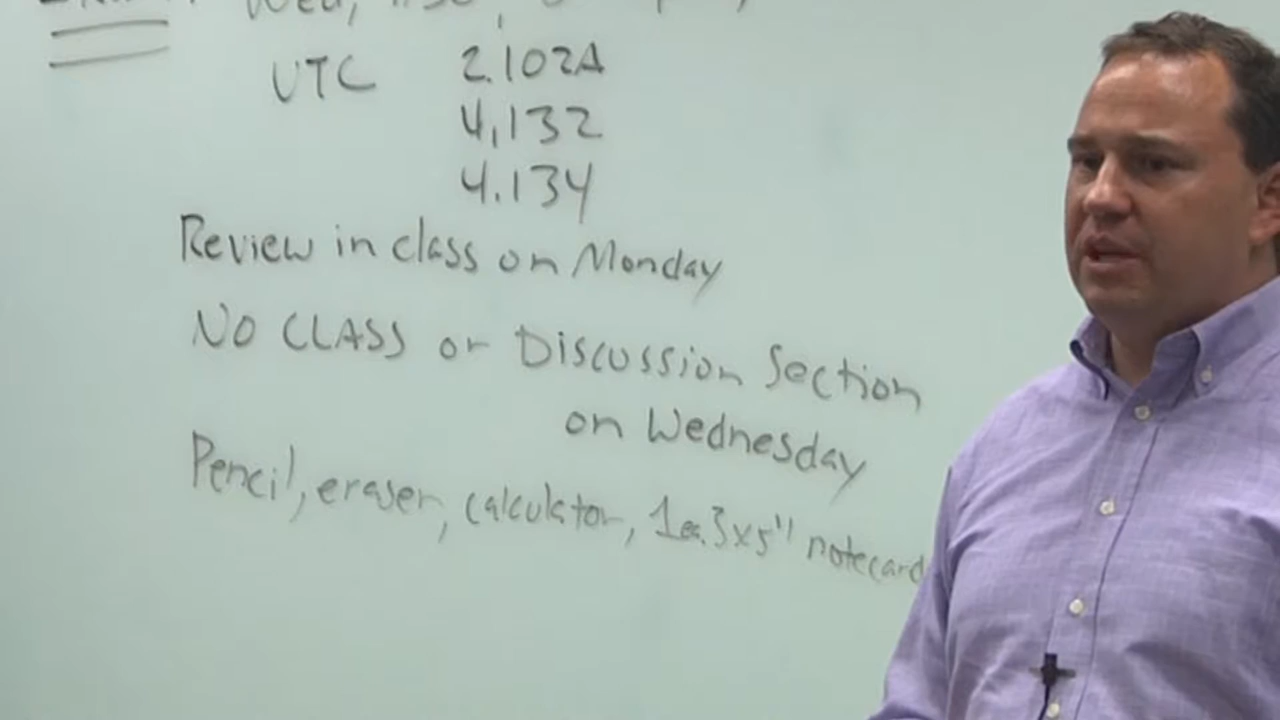 Wed,
UTC 2.102A
4.132
4.134
Review in class on Monday
NO CLASS or Discussion Section
on Wednesday
Pencil, eraser, calculator, 1ea. 3x5" notecard